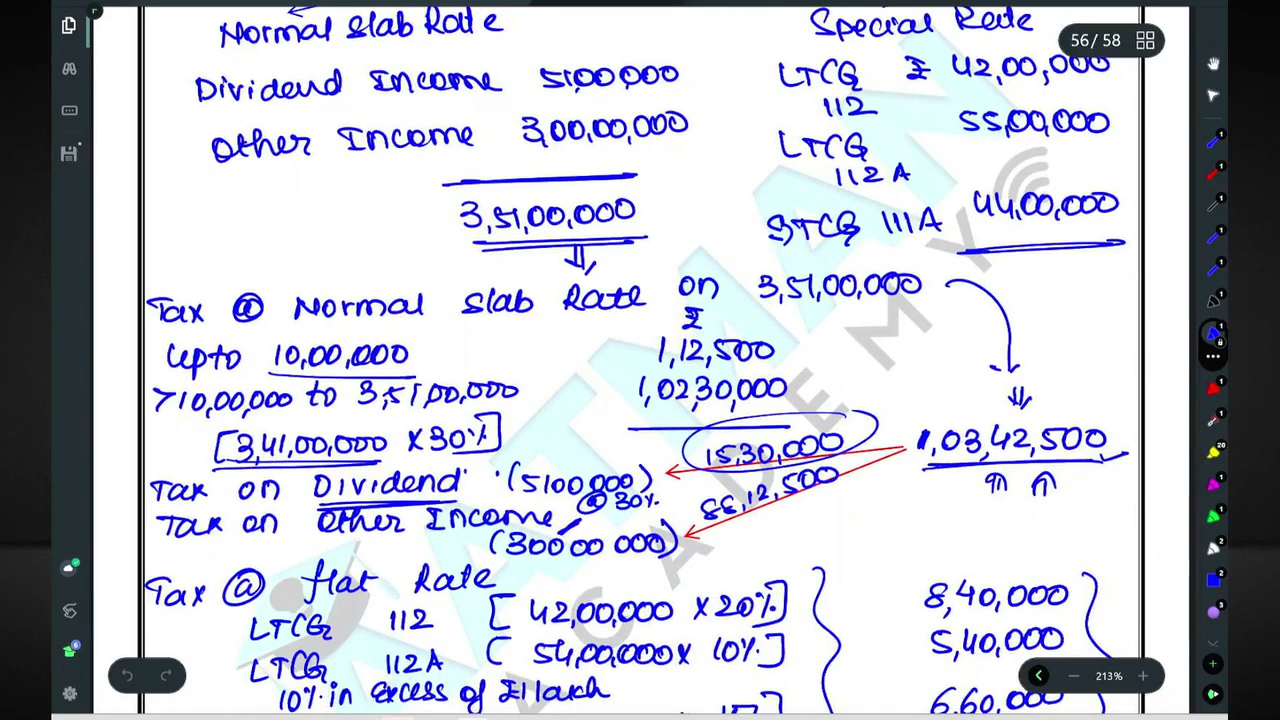 56 / 58
Normal Slab Rate
Special Rate
Dividend Income 51,00,000
LTCG ₹ 42,00,000
112
Other Income 3,00,00,000
LTCG 55,00,000
112 A
3,51,00,000
STCG 111A 44,00,000
Tax @ Normal Slab Rate on 3,51,00,000
₹
upto 10,00,000 1,12,500
>10,00,000 to 3,51,00,000 1,02,30,000
[3,41,00,000 x 30%] 1,03,42,500
Tax on Dividend (5100,000) 15,30,000
@ 30%
Tax on Other Income 88,12,500
(300 00 000)
Tax @ flat Rate
LTCG 112 [42,00,000 x 20%] 8,40,000
LTCG 112A (54,00,000 x 10%] 5,40,000
10% in excess of ₹1 lakh
6,60,000
213%